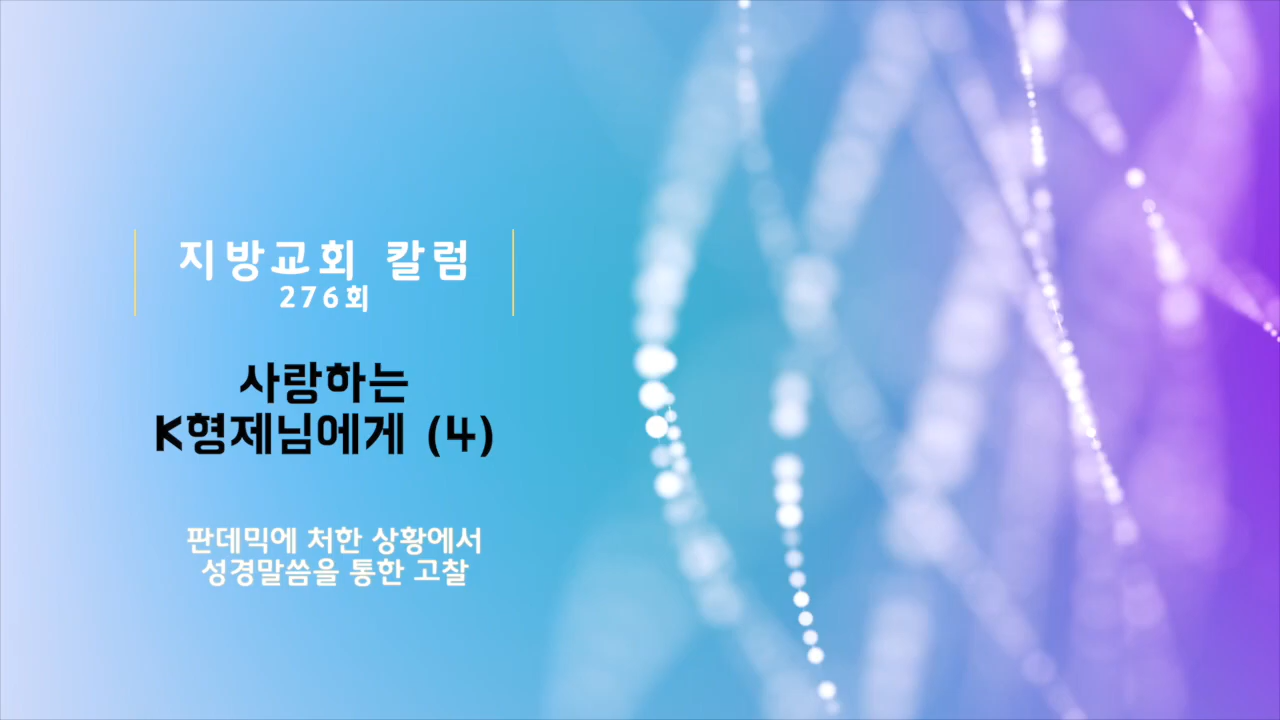 지방교회 칼럼
276회
사랑하는
K형제님에게 (4)
판데믹에 처한 상황에서
성경말씀을 통한 고찰